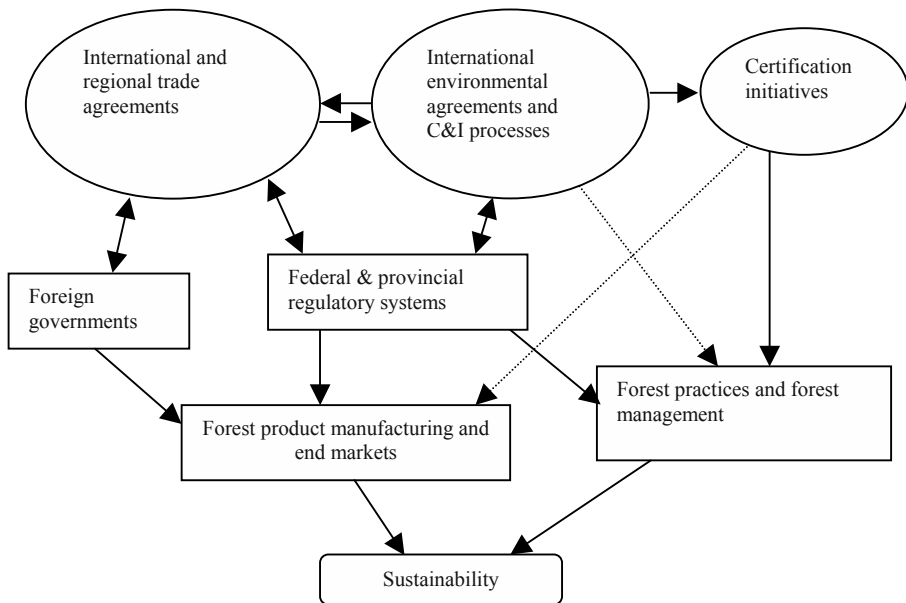 International and
regional trade
agreements
International
environmental
agreements and
C&I processes
Certification
initiatives
Foreign
governments
Federal & provincial
regulatory systems
Forest product manufacturing and
end markets
Forest practices and forest
management
Sustainability